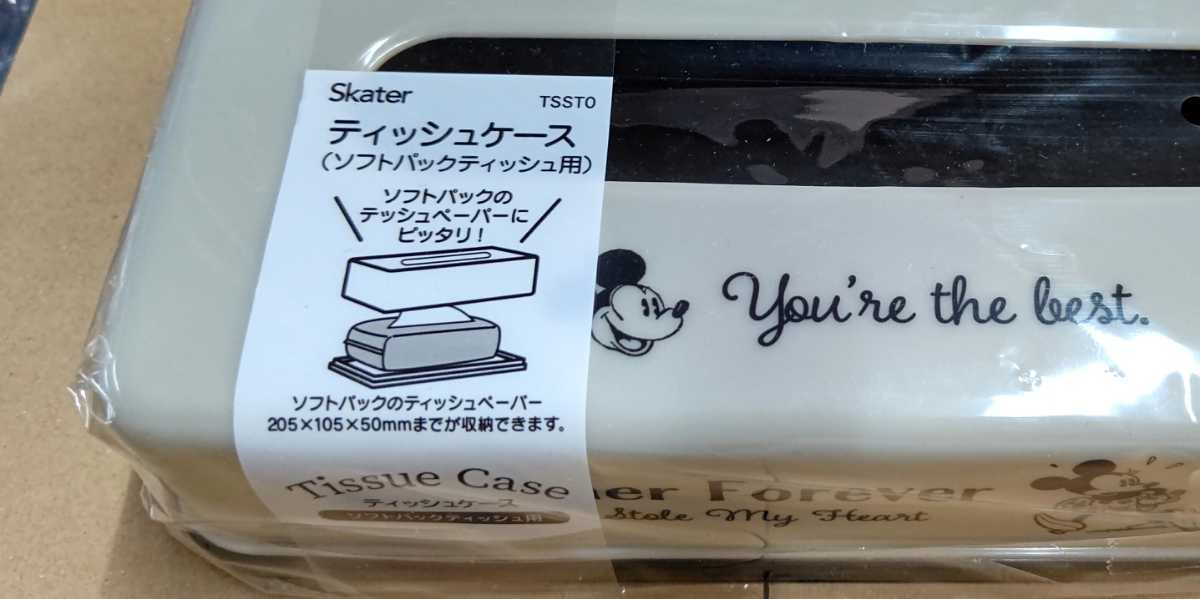 Skater
TSST0
ティッシュケース
(ソフトパックティッシュ用)
ソフトパックの
テッシュペーパーに
ピッタリ!
ソフトパックのティッシュペーパー
205×105×50mmまでが収納できます。
Tissue Case
ティッシュケース
ソフトパックティッシュ用
You're the best.
her Forever
Stole My Heart